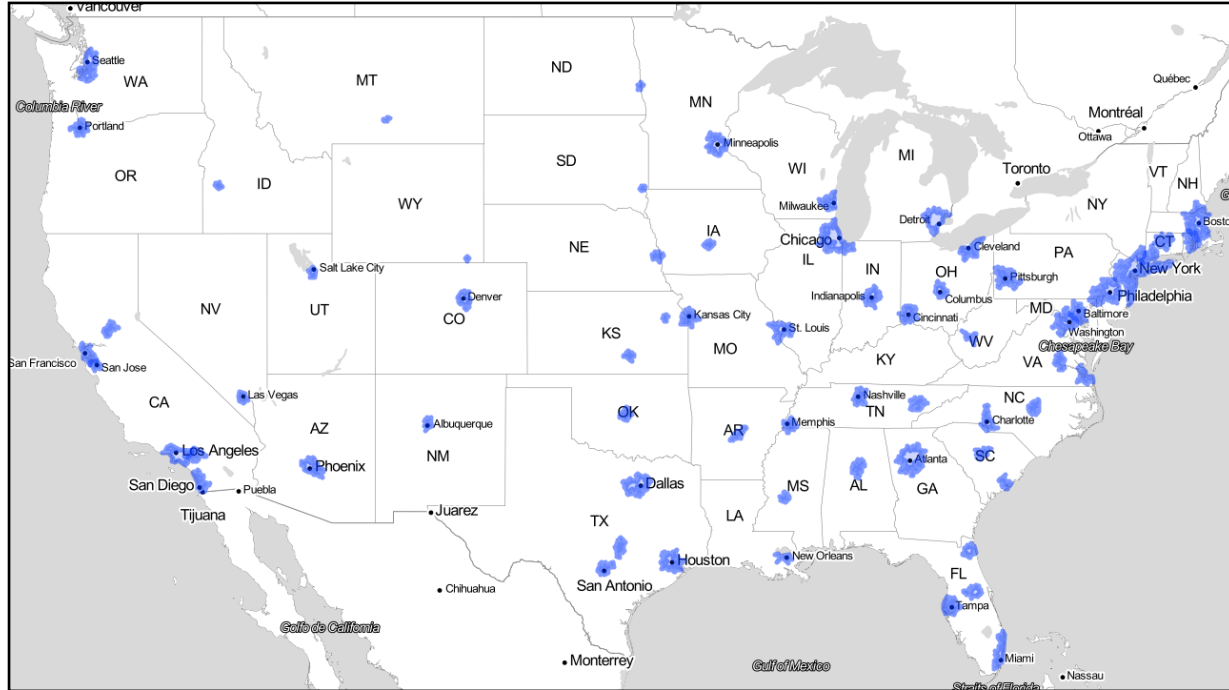 Vancouver
Seattle
WA
MT
ND
MN
Québec
Columbia River
Montréal
Portland
Ottawa
Minneapolis
OR
ID
SD
WI
MI
Toronto
VT
NH
WY
NY
Milwaukee
Detroit
Bosto
Chicago
IA
CT
NE
Cleveland
PA
Salt Lake City
IL
IN
OH
Pittsburgh
New York
NV
UT
Denver
Indianapolis
Columbus
Philadelphia
CO
Kansas City
MD
Baltimore
Cincinnati
Washington
KS
St. Louis
WV
Chesapeake Bay
San Francisco
San Jose
MO
KY
VA
CA
Las Vegas
Nashville
NC
OK
TN
AZ
Albuquerque
AR
Memphis
Charlotte
Los Angeles
NM
SC
Phoenix
Atlanta
San Diego
Puebla
Dallas
MS
AL
GA
Tijuana
Juarez
TX
LA
New Orleans
Houston
FL
San Antonio
Chihuahua
Tampa
Golfo de California
Monterrey
Gulf of Mexico
Miami
Nassau
Straits of Florida